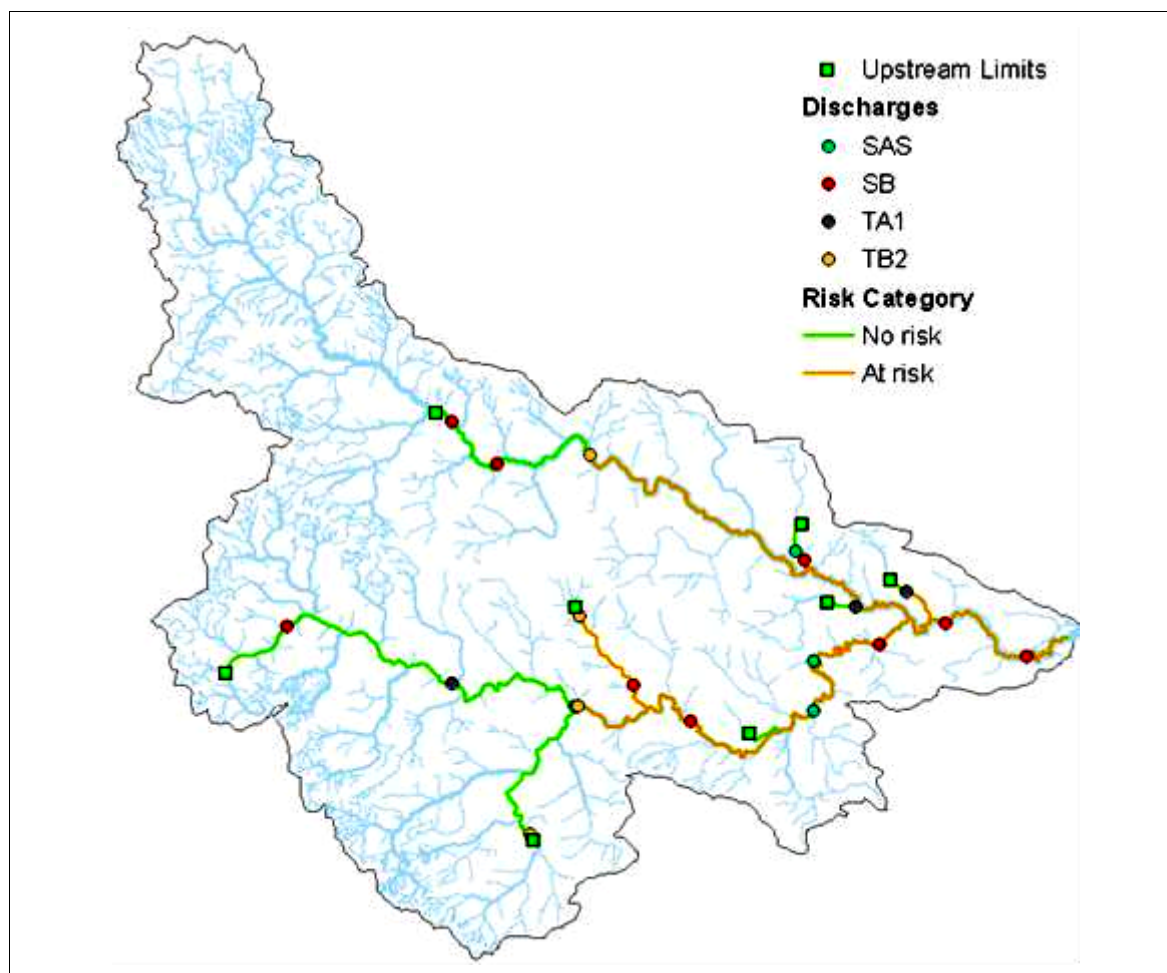 Upstream Limits
Discharges
SAS
SB
TA1
TB2
Risk Category
No risk
At risk